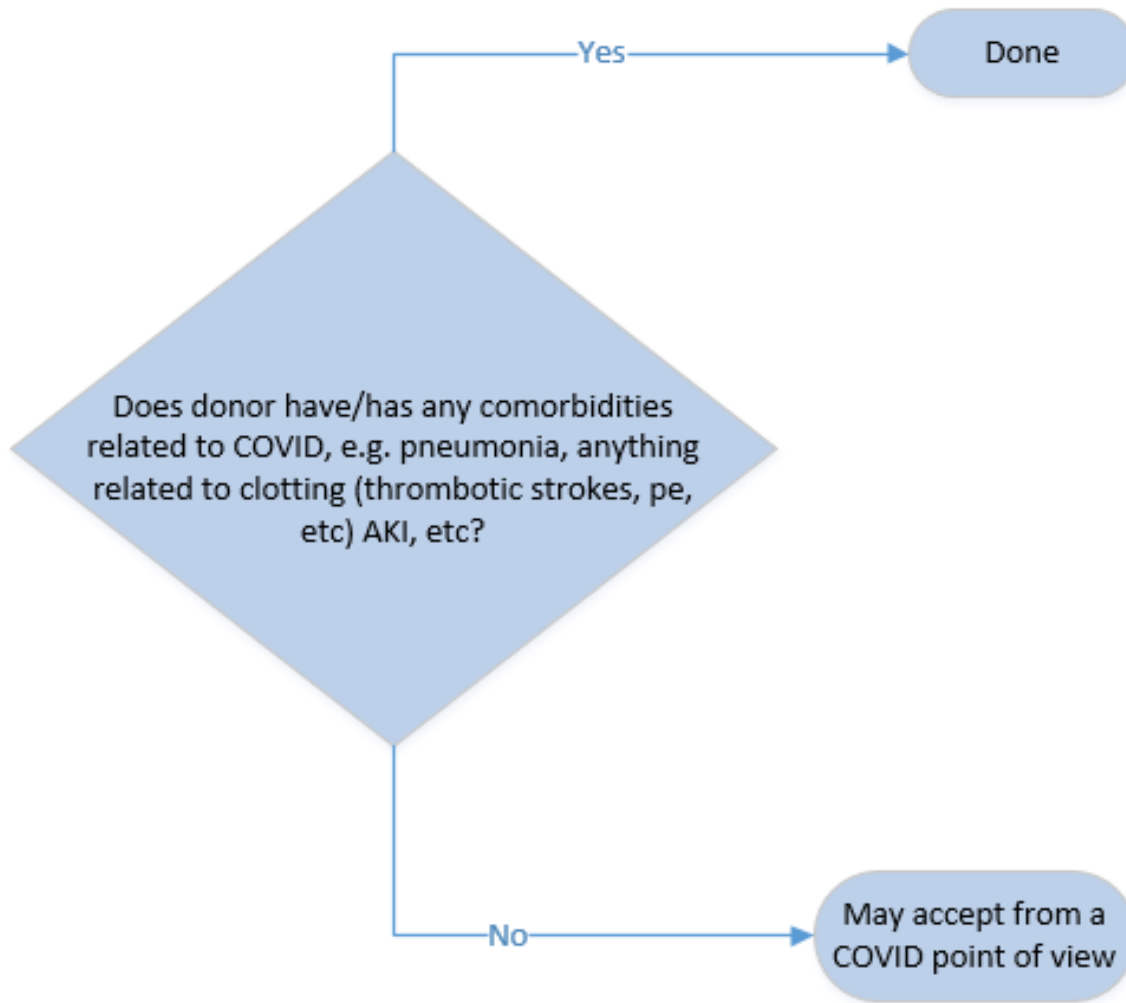 Yes
Done
Does donor have/has any comorbidities
related to COVID, e.g. pneumonia, anything
related to clotting (thrombotic strokes, pe,
etc) AKI, etc?
No
May accept from a
COVID point of view